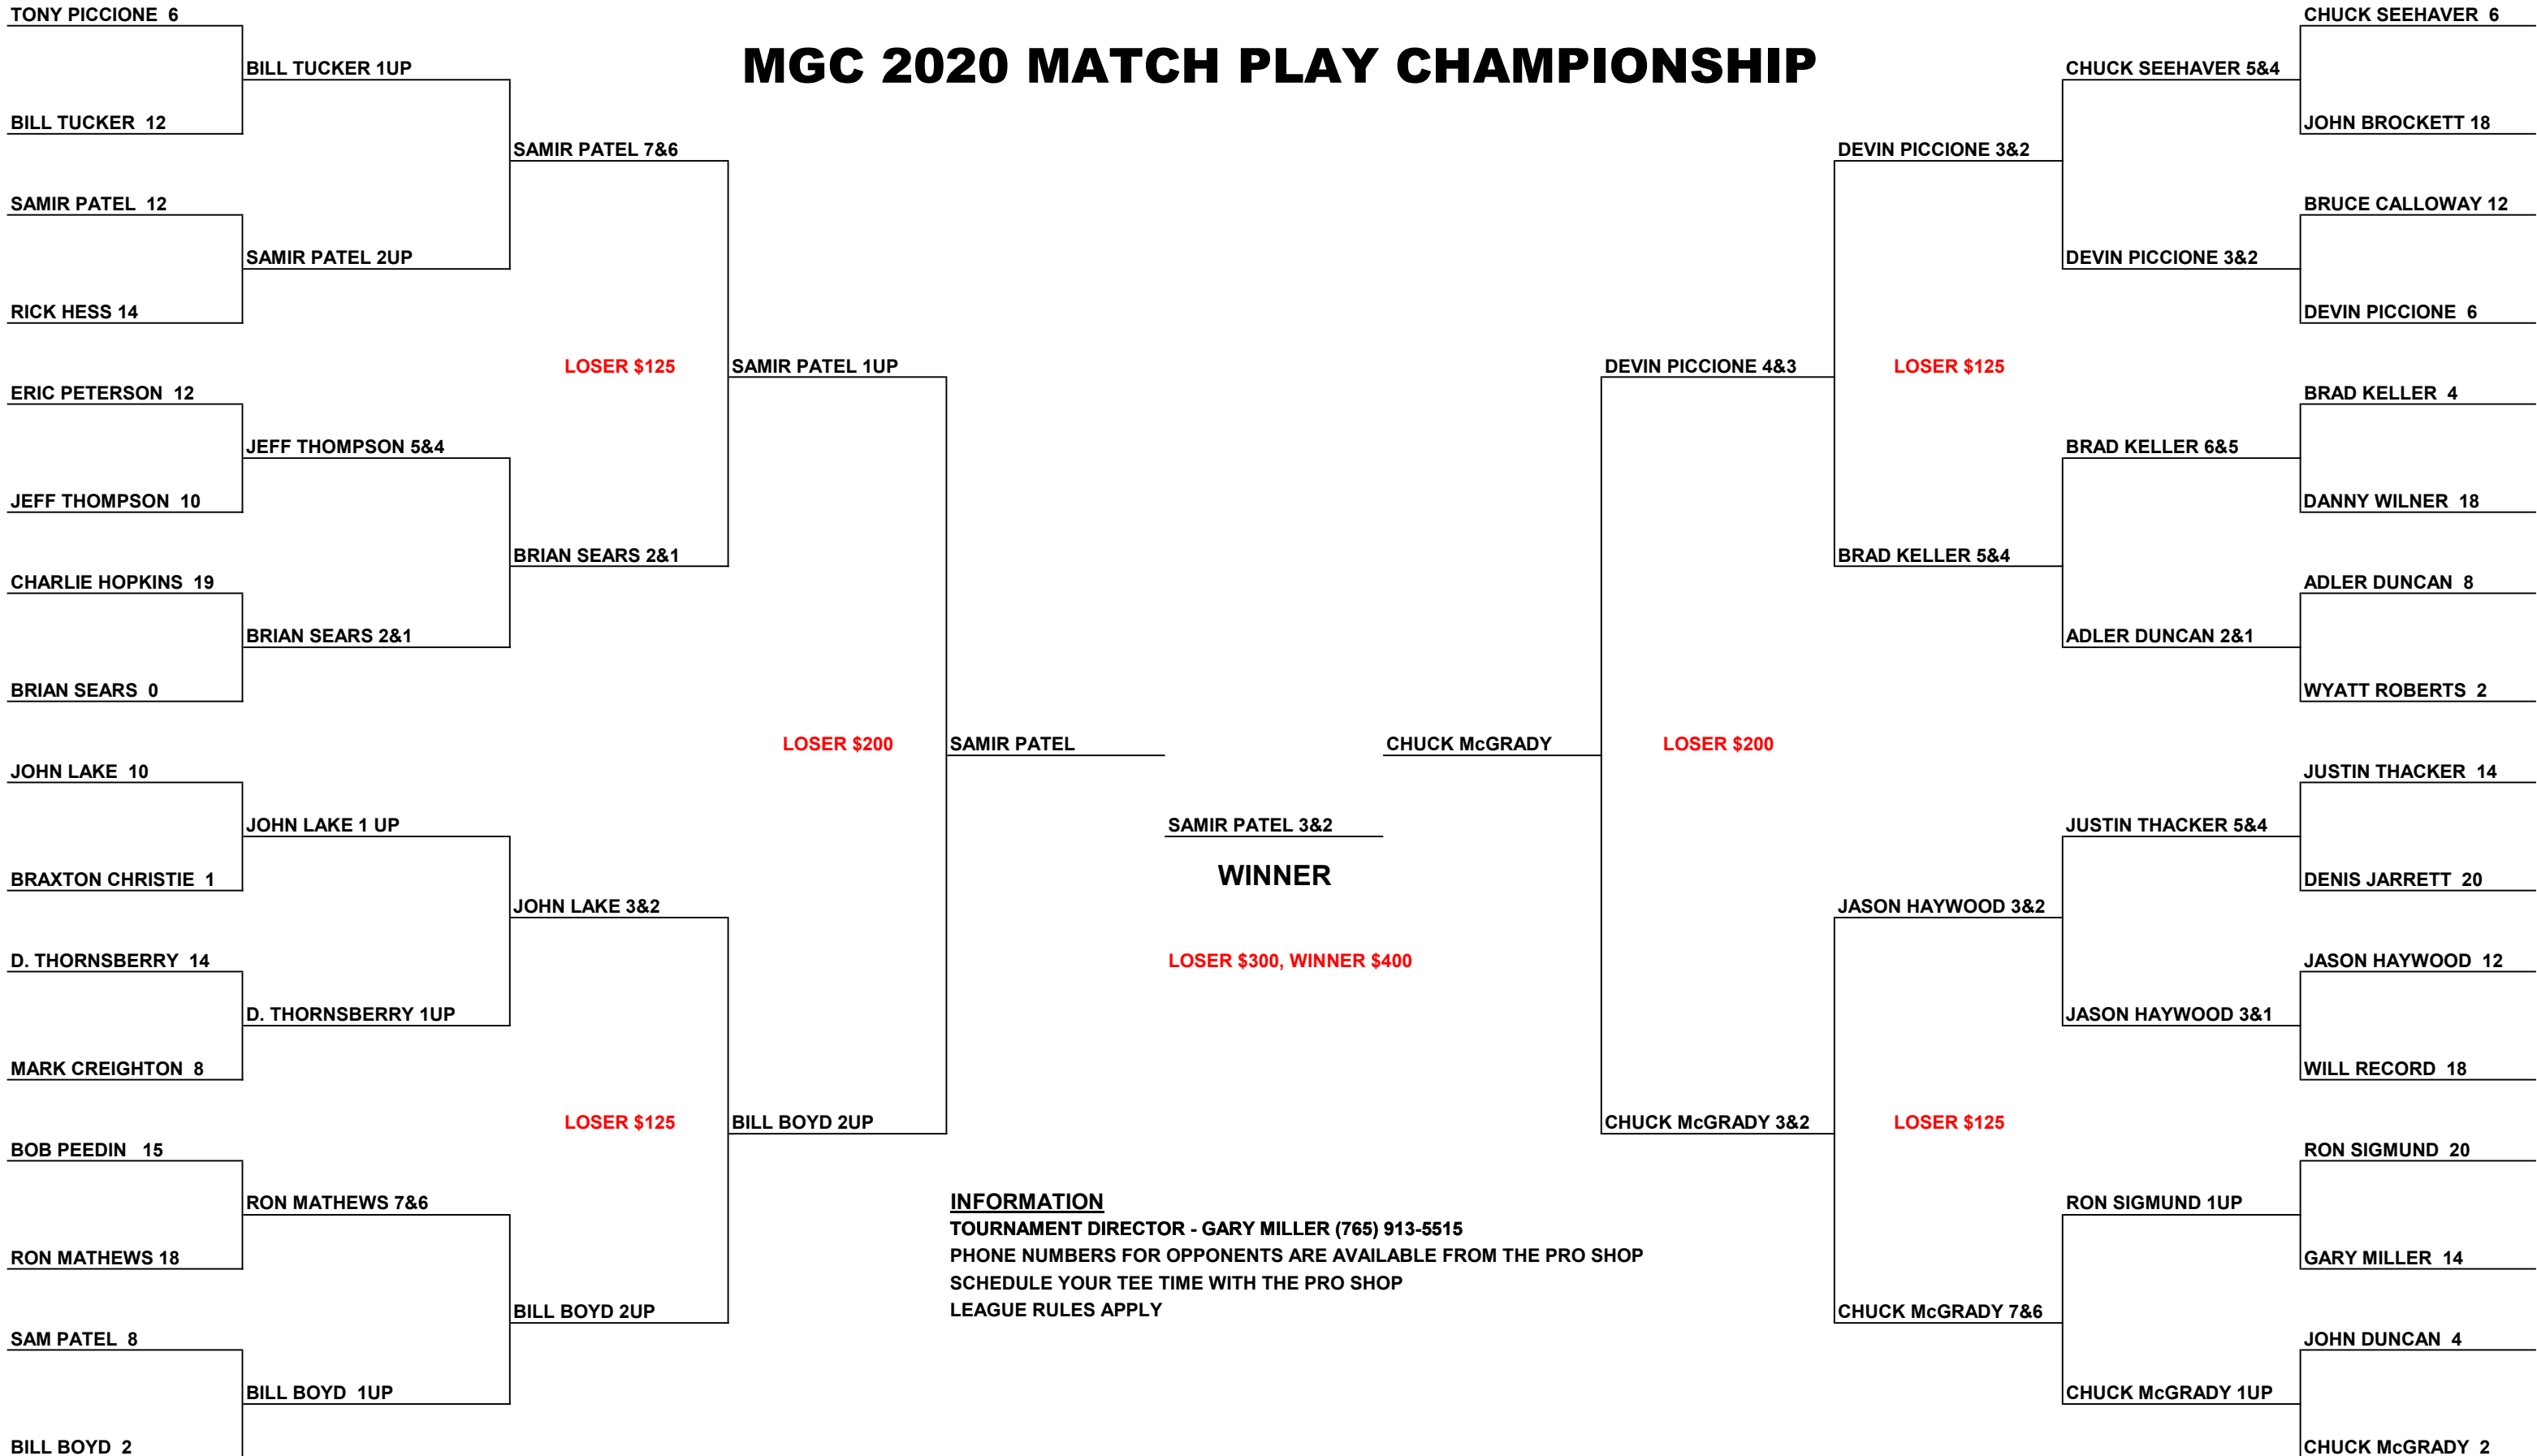 MGC 2020 MATCH PLAY CHAMPIONSHIP
TONY PICCIONE 6
BILL TUCKER 12
SAMIR PATEL 12
RICK HESS 14
ERIC PETERSON 12
JEFF THOMPSON 10
CHARLIE HOPKINS 19
BRIAN SEARS 0
JOHN LAKE 10
BRAXTON CHRISTIE 1
D. THORNSBERRY 14
MARK CREIGHTON 8
BOB PEEDIN 15
RON MATHEWS 18
SAM PATEL 8
BILL BOYD 2
BILL TUCKER 1UP
SAMIR PATEL 2UP
JEFF THOMPSON 5&4
BRIAN SEARS 2&1
JOHN LAKE 1 UP
D. THORNSBERRY 1UP
RON MATHEWS 7&6
BILL BOYD 1UP
SAMIR PATEL 7&6
LOSER $125
BRIAN SEARS 2&1
JOHN LAKE 3&2
LOSER $125
BILL BOYD 2UP
SAMIR PATEL 1UP
LOSER $200
BILL BOYD 2UP
SAMIR PATEL
SAMIR PATEL 3&2
WINNER
LOSER $300, WINNER $400
CHUCK McGRADY
INFORMATION
TOURNAMENT DIRECTOR - GARY MILLER (765) 913-5515
PHONE NUMBERS FOR OPPONENTS ARE AVAILABLE FROM THE PRO SHOP
SCHEDULE YOUR TEE TIME WITH THE PRO SHOP
LEAGUE RULES APPLY
DEVIN PICCIONE 4&3
LOSER $200
CHUCK McGRADY 3&2
DEVIN PICCIONE 3&2
LOSER $125
BRAD KELLER 5&4
JASON HAYWOOD 3&2
LOSER $125
CHUCK McGRADY 7&6
CHUCK SEEHAVER 5&4
DEVIN PICCIONE 3&2
BRAD KELLER 6&5
ADLER DUNCAN 2&1
JUSTIN THACKER 5&4
JASON HAYWOOD 3&1
RON SIGMUND 1UP
CHUCK McGRADY 1UP
CHUCK SEEHAVER 6
JOHN BROCKETT 18
BRUCE CALLOWAY 12
DEVIN PICCIONE 6
BRAD KELLER 4
DANNY WILNER 18
ADLER DUNCAN 8
WYATT ROBERTS 2
JUSTIN THACKER 14
DENIS JARRETT 20
JASON HAYWOOD 12
WILL RECORD 18
RON SIGMUND 20
GARY MILLER 14
JOHN DUNCAN 4
CHUCK McGRADY 2